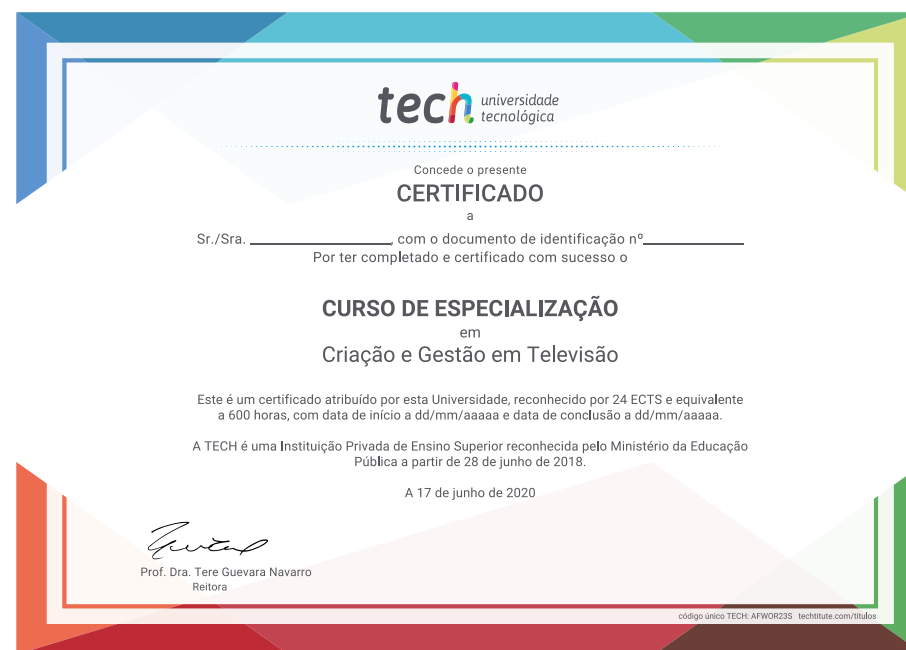 tech universidade
tecnológica
Concede o presente
CERTIFICADO
a
Sr./Sra. ____________, com o documento de identificação nº____________
Por ter completado e certificado com sucesso o
CURSO DE ESPECIALIZAÇÃO
em
Criação e Gestão em Televisão
Este é um certificado atribuído por esta Universidade, reconhecido por 24 ECTS e equivalente
a 600 horas, com data de início a dd/mm/aaaaa e data de conclusão a dd/mm/aaaaa.
A TECH é uma Instituição Privada de Ensino Superior reconhecida pelo Ministério da Educação
Pública a partir de 28 de junho de 2018.
A 17 de junho de 2020
Prof. Dra. Tere Guevara Navarro
Reitora
código único TECH: AFWOR23S techtitute.com/titulos